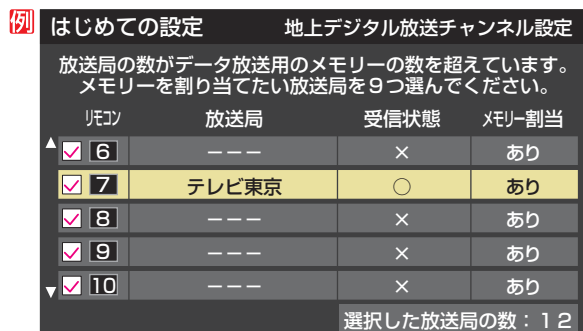 例
はじめての設定 地上デジタル放送チャンネル設定
放送局の数がデータ放送用のメモリーの数を超えています。
メモリーを割り当てたい放送局を9つ選んでください。
リモコン 放送局 受信状態 メモリー割当
6 ーーー × あり
7 テレビ東京 ○ あり
8 ーーー × あり
9 ーーー × あり
10 ーーー × あり
選択した放送局の数:12